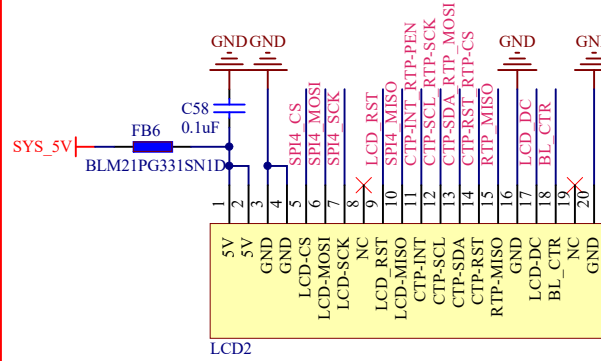 GND GND GND GN
C58
0.1uF
SYS_5V
FB6
BLM21PG331SN1D
SPI4_CS
SPI4_MOSI
SPI4_SCK
LCD_RST
SPI4_MISO
CTP-INT_RTP-PEN
CTP-SCL_RTP-SCK
CTP-SDA_RTP_MOSI
CTP-RST_RTP-CS
RTP_MISO
LCD_DC
BL_CTR
1 2 3 4 5 6 7 8 9 10 11 12 13 14 15 16 17 18 19 20
5V
5V
GND
GND
LCD-CS
LCD-MOSI
LCD-SCK
NC
LCD_RST
LCD-MISO
CTP-INT
CTP-SCL
CTP-SDA
CTP-RST
RTP-MISO
GND
LCD-DC
BL_CTR
NC
GND
LCD2